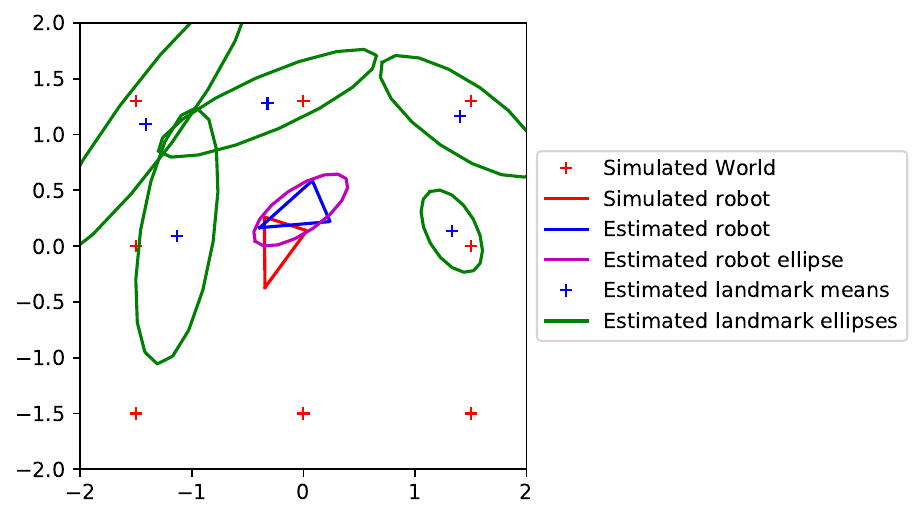 2.0
1.5
1.0
0.5
0.0
−0.5
−1.0
−1.5
−2.0
−2 −1 0 1 2
Simulated World
Simulated robot
Estimated robot
Estimated robot ellipse
Estimated landmark means
Estimated landmark ellipses